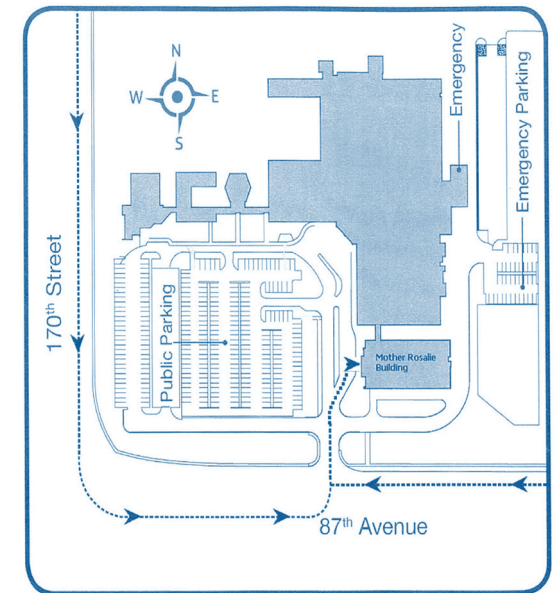 N
W
E
S
Emergency
Emergency Parking
170th Street
Public Parking
Mother Rosalie
Building
87th Avenue